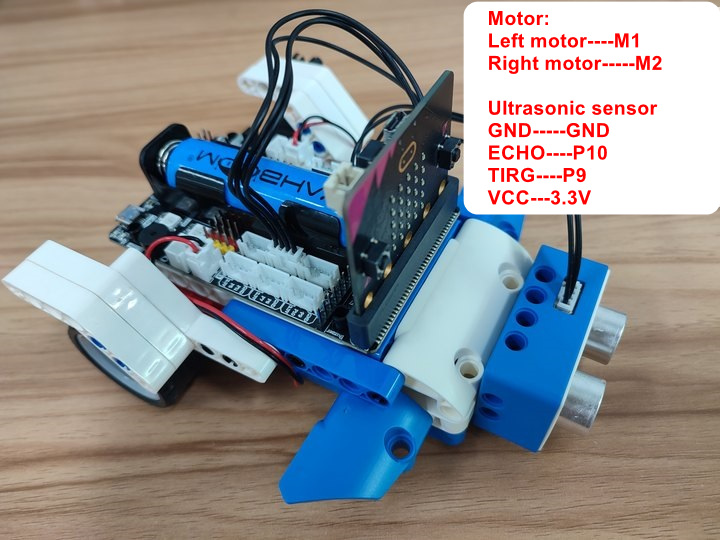 Motor:
Left motor----M1
Right motor-----M2
Ultrasonic sensor
GND-----GND
ECHO----P10
TIRG----P9
VCC---3.3V